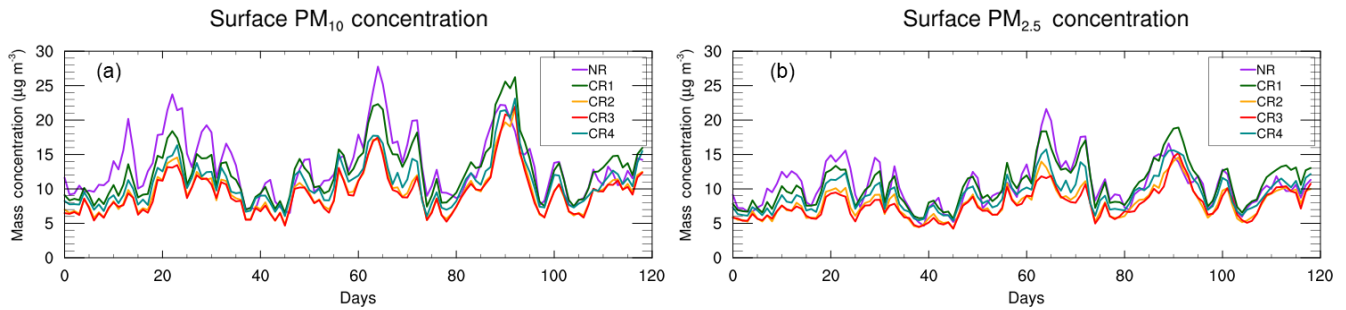 Surface PM10 concentration
(a)
NR
CR1
CR2
CR3
CR4
Mass concentration (µg m-3)
30
25
20
15
10
5
0
0 20 40 60 80 100 120
Days
Surface PM2.5 concentration
(b)
NR
CR1
CR2
CR3
CR4
Mass concentration (µg m-3)
30
25
20
15
10
5
0
0 20 40 60 80 100 120
Days